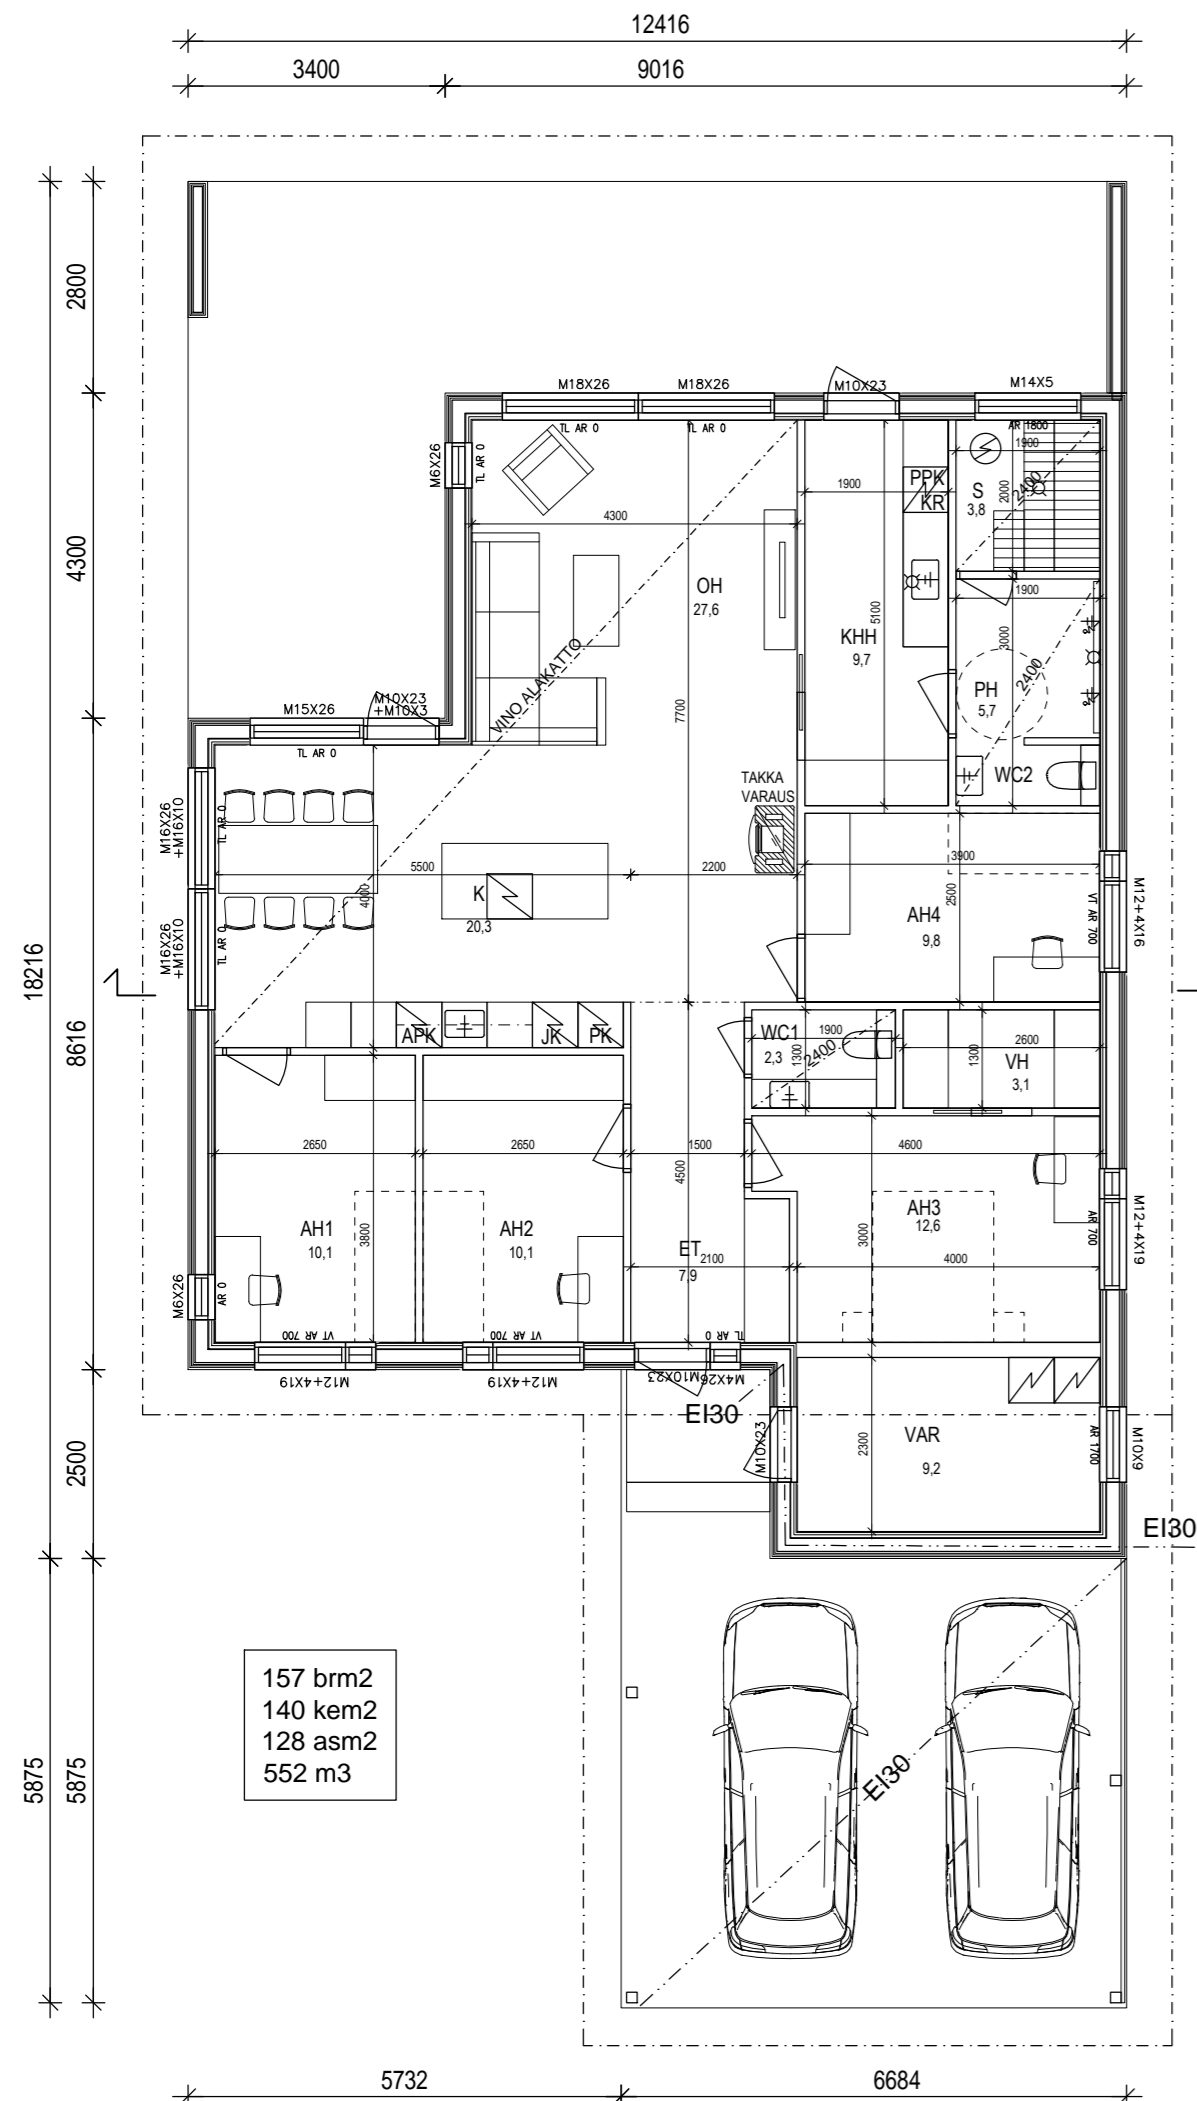 12416
3400
9016
18216
5875
2800
4300
8616
2500
5875
M18X26
M18X26
M10X23
M14X5
TL AR 0
TL AR 0
AR 1800
M6X26
TL AR 0
1900
1900
PPK
KR
S
3,8
2000
2400
4300
OH
27,6
7700
5100
KHH
9,7
1900
3000
2400
PH
5,7
WC2
VINO ALAKATTO
M15X26
M10X23
+M10X3
TL AR 0
M16X26
+M16X10
TL AR 0
M16X26
+M16X10
TL AR 0
TAKKA
VARAUS
5500
2200
4000
K
20,3
3900
2500
AH4
9,8
M12+4X16
VT AR 700
APK
JK
PK
WC1
2,3
1900
1300
2400
2600
1300
VH
3,1
2650
2650
1500
4600
4500
3800
AH1
10,1
AH2
10,1
ET
7,9
2100
AH3
12,6
3000
4000
M12+4X19
AR 700
M6X26
AR 0
VT AR 700
VT AR 700
TL AR 0
M12+4X19
M12+4X19
M10X23
M4X26
EI30
M10X23
VAR
9,2
2300
AR 1700
M10X9
EI30
157 brm2
140 kem2
128 asm2
552 m3
EI30
5732
6684